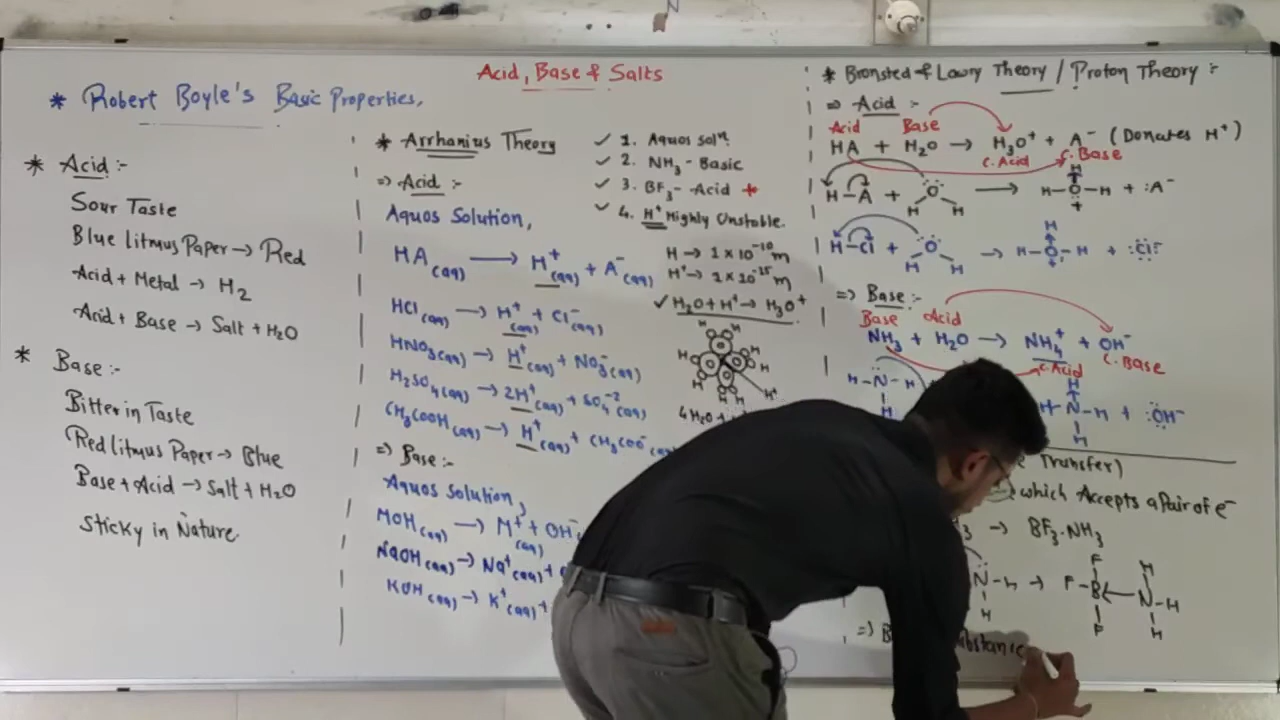 Acid, Base & Salts
* Robert Boyle's Basic Properties,
* Acid :-
Sour Taste
Blue litmus Paper → Red
Acid + Metal → H2
Acid + Base → Salt + H2O
* Base :-
Bitter in Taste
Red litmus Paper → Blue
Base + Acid → Salt + H2O
Sticky in Nature
* Arrhanius Theory
=> Acid :-
Aquos Solution,
HA(aq) → H+(aq) + A-(aq)
HCl(aq) → H+(aq) + Cl-(aq)
HNO3(aq) → H+(aq) + NO3-(aq)
H2SO4(aq) → 2H+(aq) + SO4-2(aq)
CH3COOH(aq) → H+(aq) + CH3COO-(aq)
=> Base :-
Aquos Solution,
MOH(aq) → M+(aq) + OH-
NaOH(aq) → Na+(aq) +
KOH(aq) → K+(aq) +
✓ 1. Aquos soln.
✓ 2. NH3 - Basic
✓ 3. BF3 - Acid +
✓ 4. H+ Highly Unstable.
H → 1 × 10-10 m
H+ → 1 × 10-15 m
✓ H2O + H+ → H3O+
H H
H H
H H
H H
H+
4H2O +
* Bronsted & Lowry Theory / Proton Theory :-
=> Acid :-
Acid Base
HA + H2O → H3O+ + A- (Donates H+)
C.Acid C.Base
H
H-A + O → H-O-H + :A-
H H +
H
H-Cl + O → H-O-H + :Cl:-
H H +
=> Base :-
Base Acid
NH3 + H2O → NH4+ + OH-
C.Acid C.Base
H
H-N-H H-N-H + :OH-
H H
Transfer)
which Accepts a Pair of e-
3 → BF3.NH3
F H
N-H → F-B←N-H
H F H
=> B ubstance